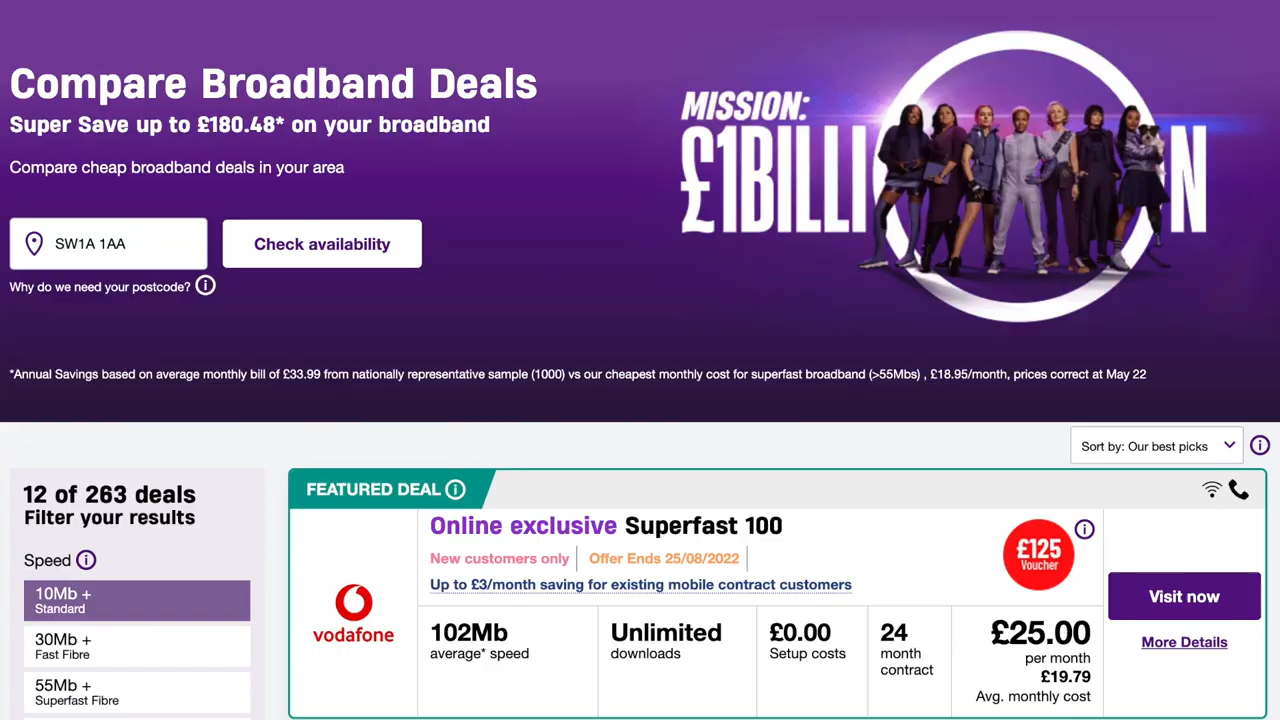 Compare Broadband Deals
Super Save up to £180.48* on your broadband
Compare cheap broadband deals in your area
SW1A 1AA
Check availability
Why do we need your postcode?
MISSION:
£1BILLION
*Annual Savings based on average monthly bill of £33.99 from nationally representative sample (1000) vs our cheapest monthly cost for superfast broadband (>55Mbs) , £18.95/month, prices correct at May 22
Sort by: Our best picks
12 of 263 deals
Filter your results
Speed
10Mb +
Standard
30Mb +
Fast Fibre
55Mb +
Superfast Fibre
FEATURED DEAL
vodafone
Online exclusive Superfast 100
New customers only
Offer Ends 25/08/2022
Up to £3/month saving for existing mobile contract customers
£125
Voucher
102Mb
average* speed
Unlimited
downloads
£0.00
Setup costs
24
month
contract
£25.00
per month
£19.79
Avg. monthly cost
Visit now
More Details